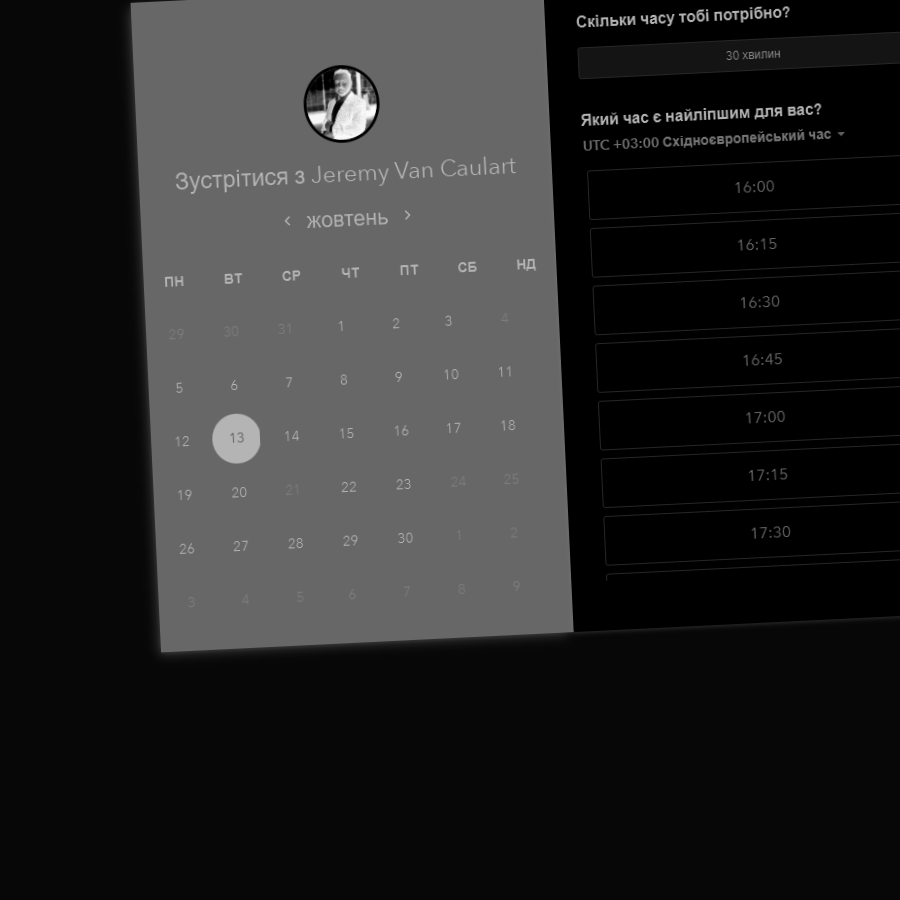 Зустрітися з Jeremy Van Caulart
‹ жовтень ›
ПН ВТ СР ЧТ ПТ СБ НД
29 30 31 1 2 3 4
5 6 7 8 9 10 11
12 13 14 15 16 17 18
19 20 21 22 23 24 25
26 27 28 29 30 1 2
3 4 5 6 7 8 9
Скільки часу тобі потрібно?
30 хвилин
Який час є найліпшим для вас?
UTC +03:00 Східноєвропейський час
16:00
16:15
16:30
16:45
17:00
17:15
17:30